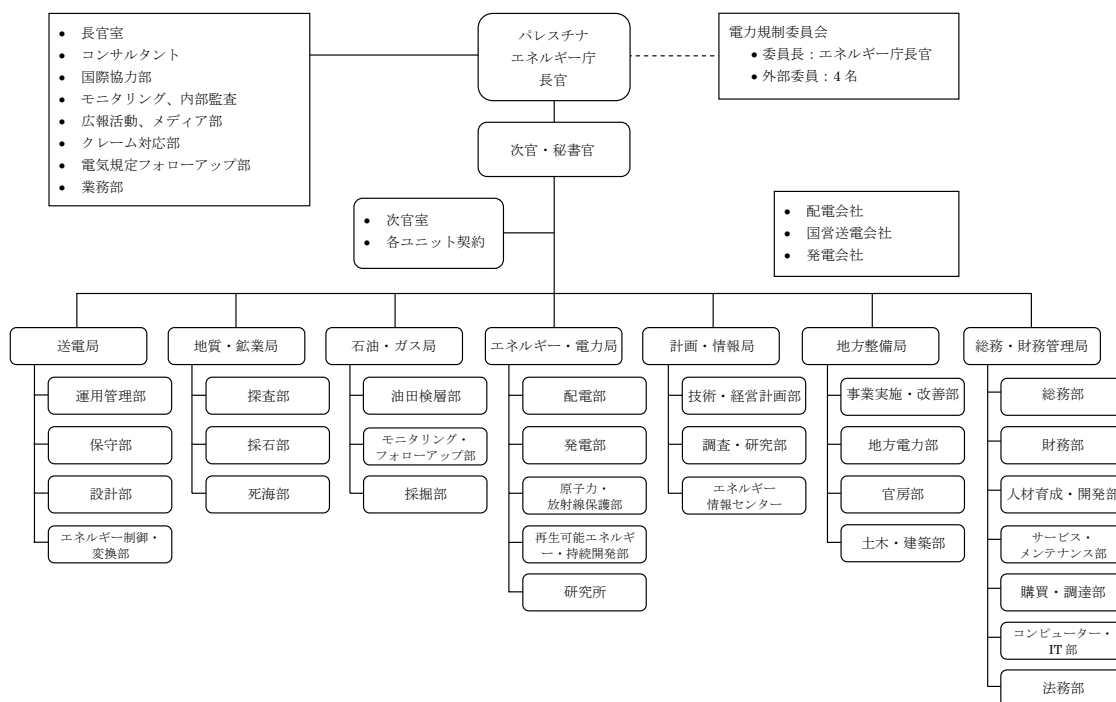 長官室
コンサルタント
国際協力部
モニタリング、内部監査
広報活動、メディア部
クレーム対応部
電気規定フォローアップ部
業務部
パレスチナ
エネルギー庁
長官
電力規制委員会
委員長:エネルギー庁長官
外部委員:4名
次官・秘書官
次官室
各ユニット契約
配電会社
国営送電会社
発電会社
送電局
運用管理部
保守部
設計部
エネルギー制御・
変換部
地質・鉱業局
探査部
採石部
死海部
石油・ガス局
油田検層部
モニタリング・
フォローアップ部
採掘部
エネルギー・電力局
配電部
発電部
原子力・
放射線保護部
再生可能エネルギ
ー・持続開発部
研究所
計画・情報局
技術・経営計画部
調査・研究部
エネルギー
情報センター
地方整備局
事業実施・改善部
地方電力部
官房部
土木・建築部
総務・財務管理局
総務部
財務部
人材育成・開発部
サービス・
メンテナンス部
購買・調達部
コンピューター・
IT 部
法務部